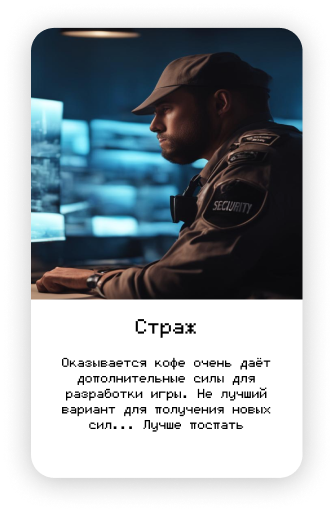 SECURITY
Страж
Оказывается кофе очень даёт
дополнительные силы для
разработки игры. Не лучший
вариант для получения новых
сил... Лучше поспать